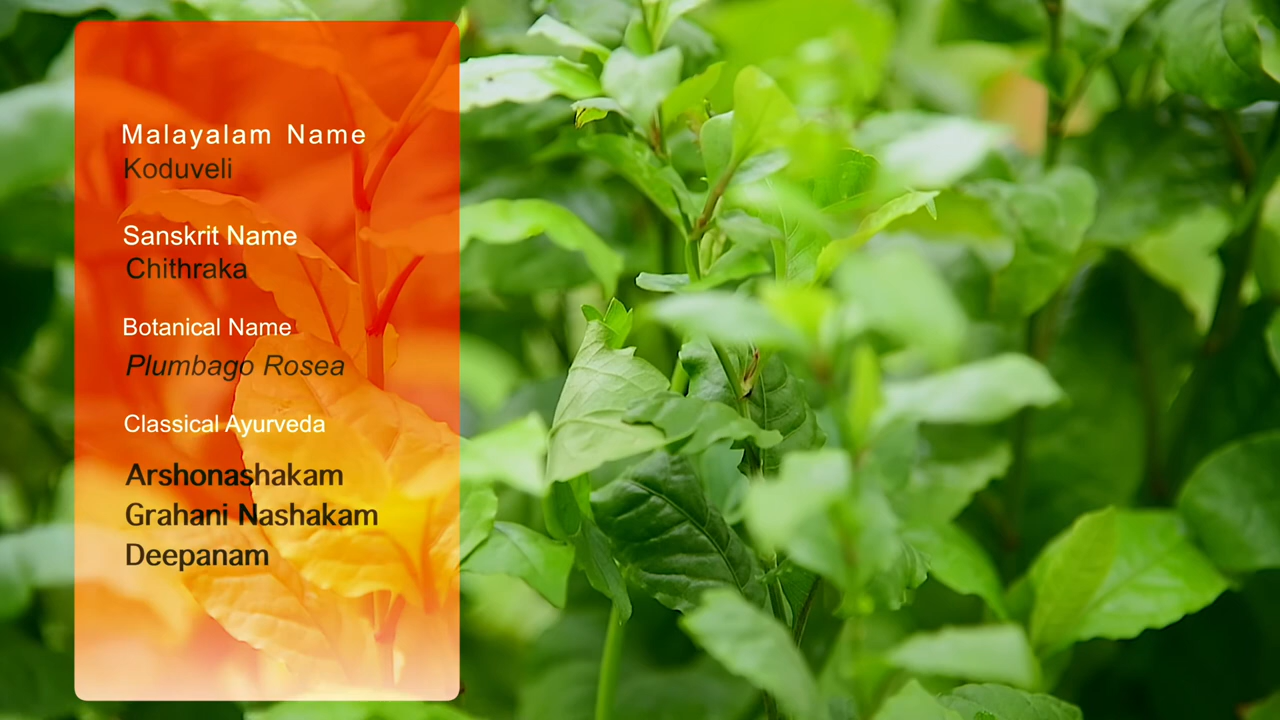 Malayalam Name
Koduveli
Sanskrit Name
Chithraka
Botanical Name
Plumbago Rosea
Classical Ayurveda
Arshonashakam
Grahani Nashakam
Deepanam